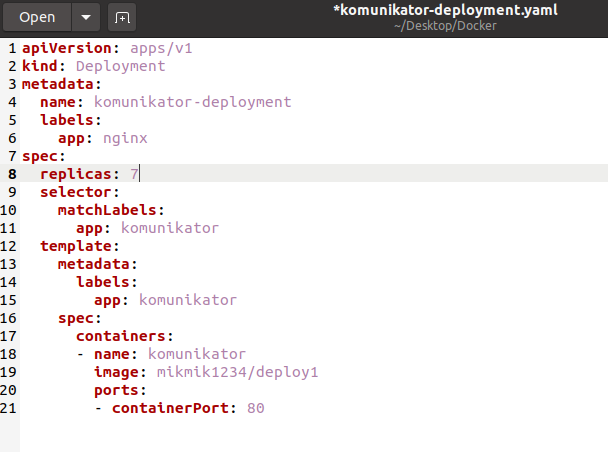 Open
*komunikator-deployment.yaml
~/Desktop/Docker
1 apiVersion: apps/v1
2 kind: Deployment
3 metadata:
4   name: komunikator-deployment
5   labels:
6     app: nginx
7 spec:
8   replicas: 7
9   selector:
10     matchLabels:
11       app: komunikator
12   template:
13     metadata:
14       labels:
15         app: komunikator
16     spec:
17       containers:
18       - name: komunikator
19         image: mikmik1234/deploy1
20         ports:
21         - containerPort: 80